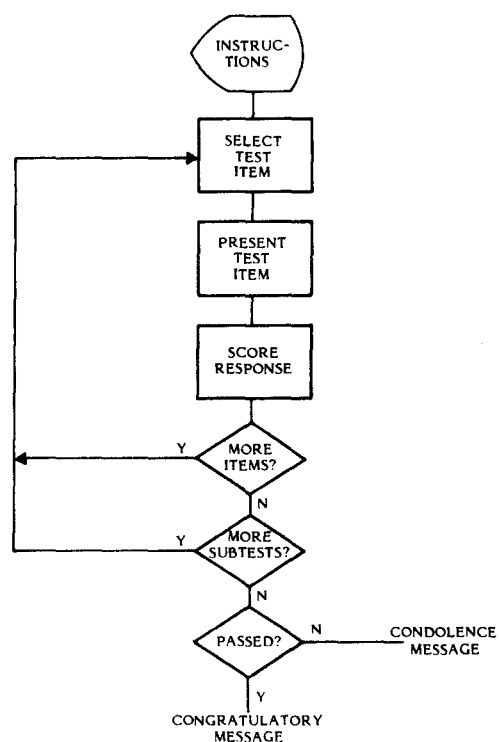 INSTRUC-
TIONS
SELECT
TEST
ITEM
PRESENT
TEST
ITEM
SCORE
RESPONSE
MORE
ITEMS?
Y
N
MORE
SUBTESTS?
Y
N
PASSED?
N
CONDOLENCE
MESSAGE
Y
CONGRATULATORY
MESSAGE